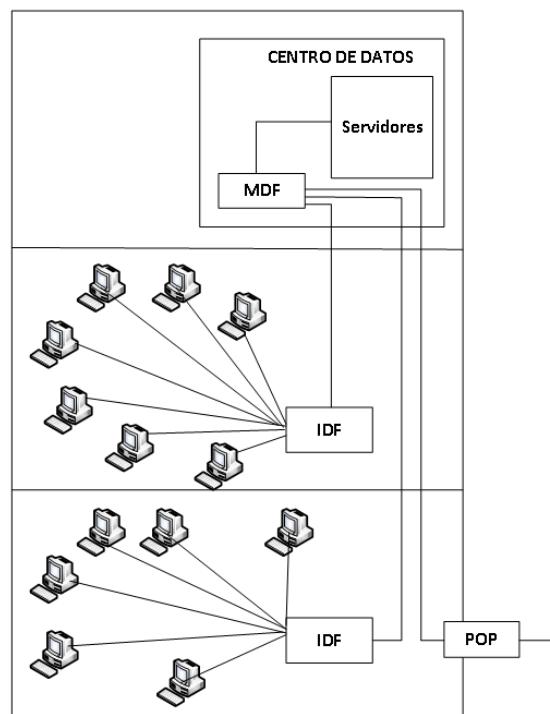 CENTRO DE DATOS
Servidores
MDF
IDF
IDF
POP